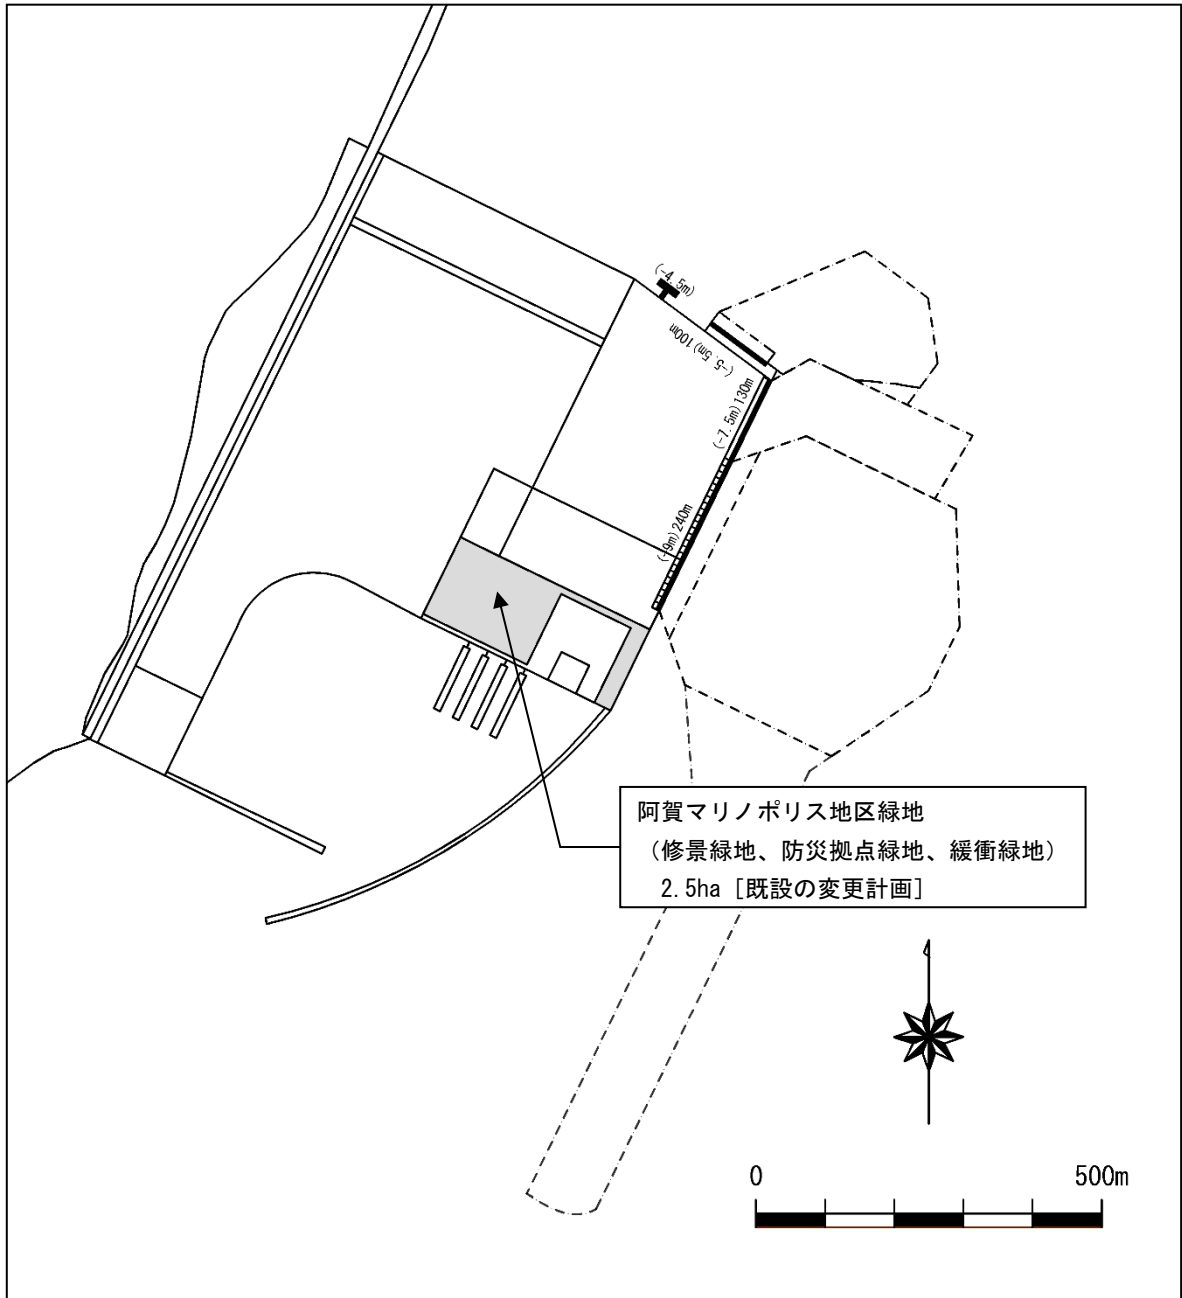 (-4.5m)
(-5.5m)100m
(-7.5m)130m
(-9m)240m
阿賀マリノポリス地区緑地
（修景緑地、防災拠点緑地、緩衝緑地）
2.5ha［既設の変更計画］
0 500m